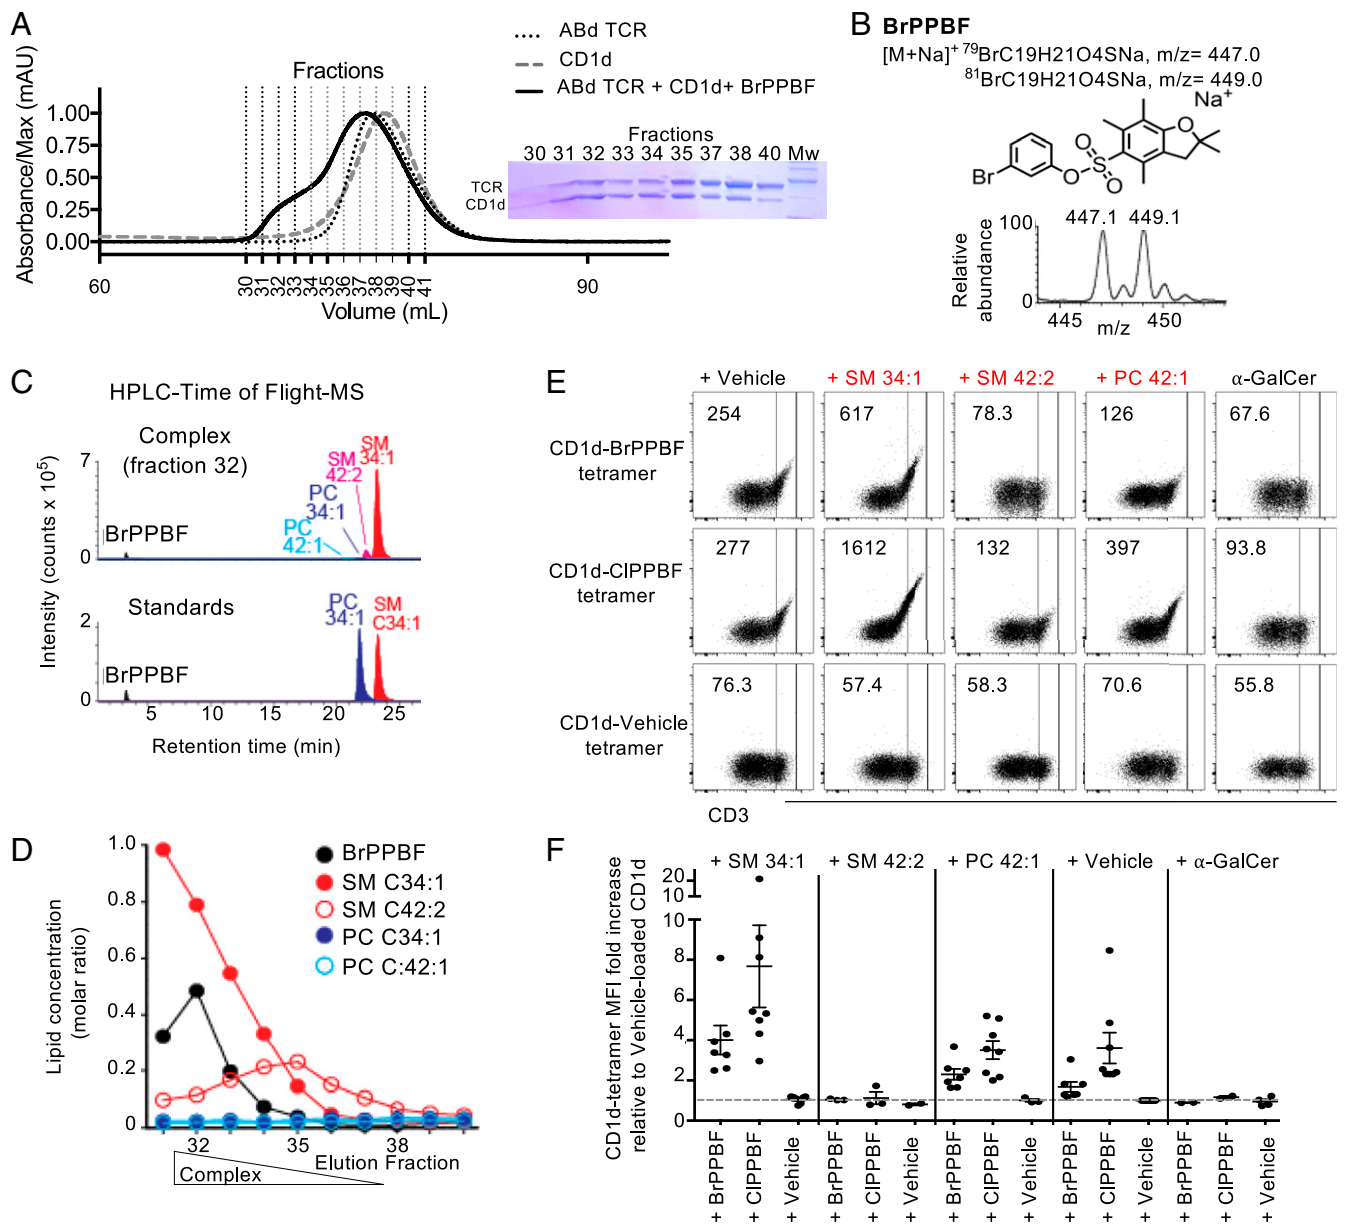 A
ABd TCR
CD1d
ABd TCR + CD1d+ BrPPBF
Fractions
Absorbance/Max (mAU)
1.00
0.75
0.50
0.25
0.00
60
30 31 32 33 34 35 36 37 38 39 40 41
90
Volume (mL)
Fractions
30 31 32 33 34 35 37 38 40 Mw
TCR
CD1d
B BrPPBF
[M+Na]+ 79BrC19H21O4SNa, m/z= 447.0
81BrC19H21O4SNa, m/z= 449.0
Na+
O
O
S
O
O
Br
447.1 449.1
100
0
Relative
abundance
445 450
m/z
C
HPLC-Time of Flight-MS
Complex
(fraction 32)
Intensity (counts x 10⁵)
7
0
BrPPBF
SM
34:1
SM
42:2
PC
34:1
PC
42:1
Standards
2
0
BrPPBF
PC
34:1
SM
C34:1
5 10 15 20 25
Retention time (min)
D
Lipid concentration
(molar ratio)
1.0
0.8
0.6
0.4
0.2
0
BrPPBF
SM C34:1
SM C42:2
PC C34:1
PC C:42:1
32 35 38
Elution Fraction
Complex
E
+ Vehicle + SM 34:1 + SM 42:2 + PC 42:1 α-GalCer
CD1d-BrPPBF
tetramer
254 617 78.3 126 67.6
CD1d-ClPPBF
tetramer
277 1612 132 397 93.8
CD1d-Vehicle
tetramer
76.3 57.4 58.3 70.6 55.8
CD3
F
+ SM 34:1 + SM 42:2 + PC 42:1 + Vehicle + α-GalCer
CD1d-tetramer MFI fold increase
relative to Vehicle-loaded CD1d
20
10
8
6
4
2
0
+ BrPPBF
+ ClPPBF
+ Vehicle
+ BrPPBF
+ ClPPBF
+ Vehicle
+ BrPPBF
+ ClPPBF
+ Vehicle
+ BrPPBF
+ ClPPBF
+ Vehicle
+ BrPPBF
+ ClPPBF
+ Vehicle